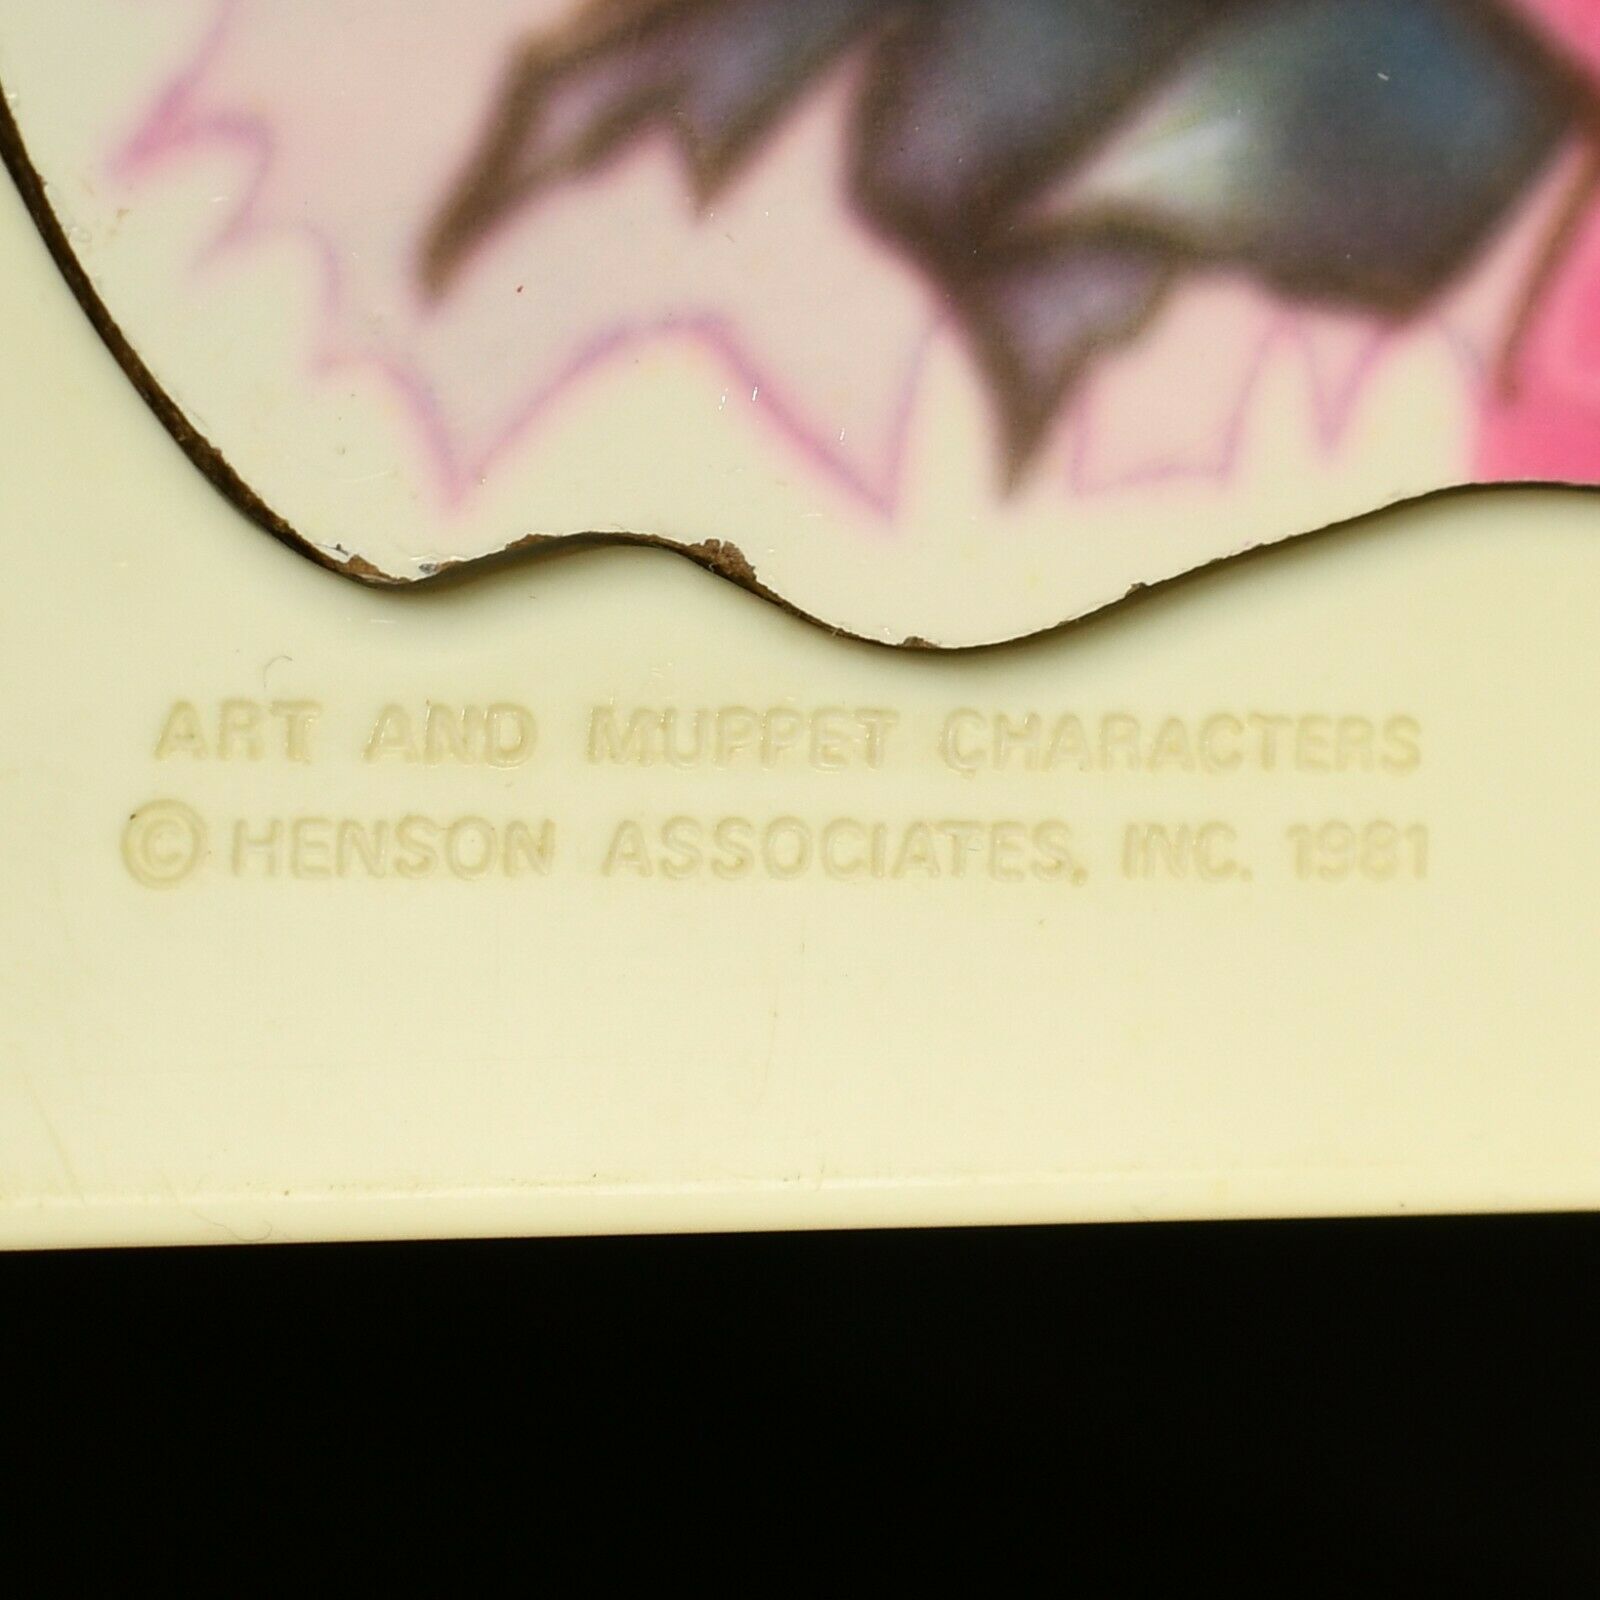 ART AND MUPPET CHARACTERS
© HENSON ASSOCIATES, INC. 1981